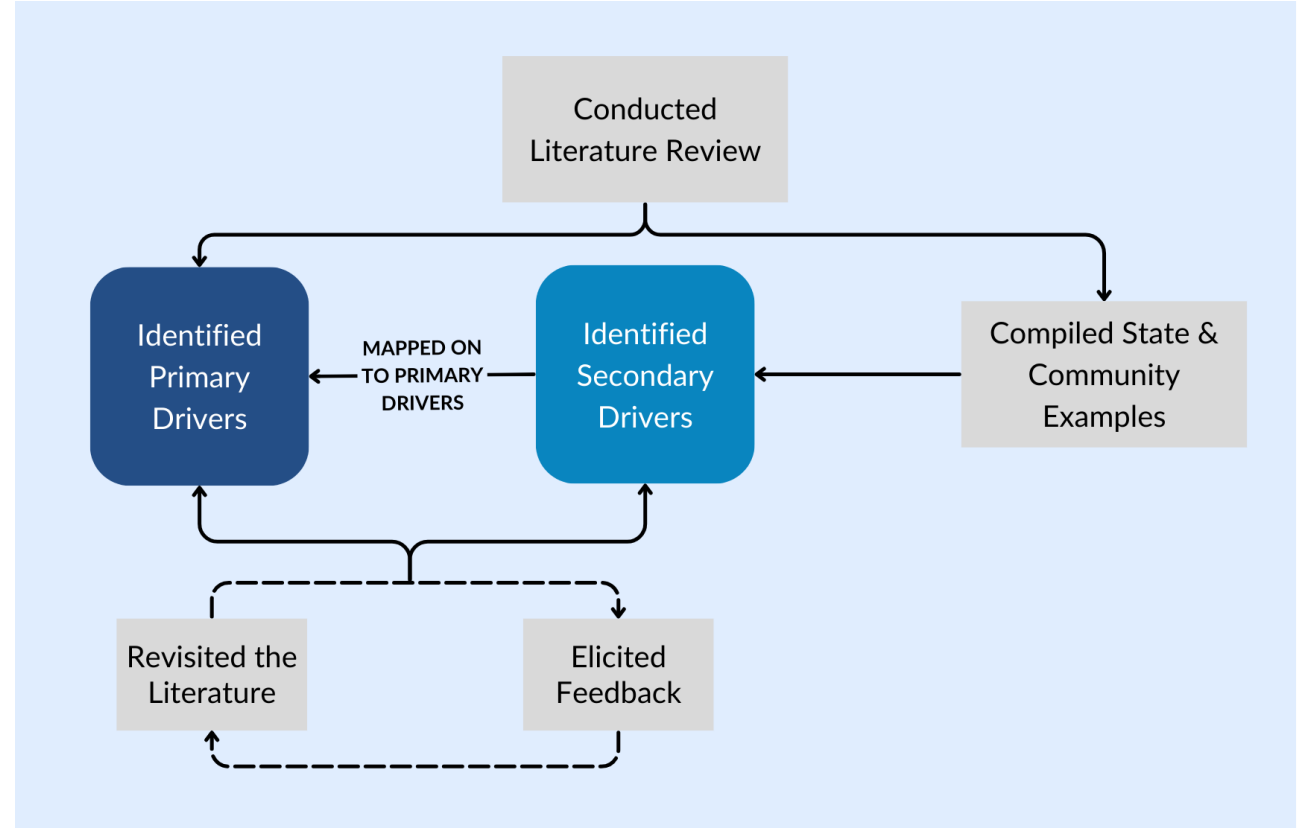 Conducted
Literature Review
Identified
Primary
Drivers
MAPPED ON
TO PRIMARY
DRIVERS
Identified
Secondary
Drivers
Compiled State &
Community
Examples
Revisited the
Literature
Elicited
Feedback